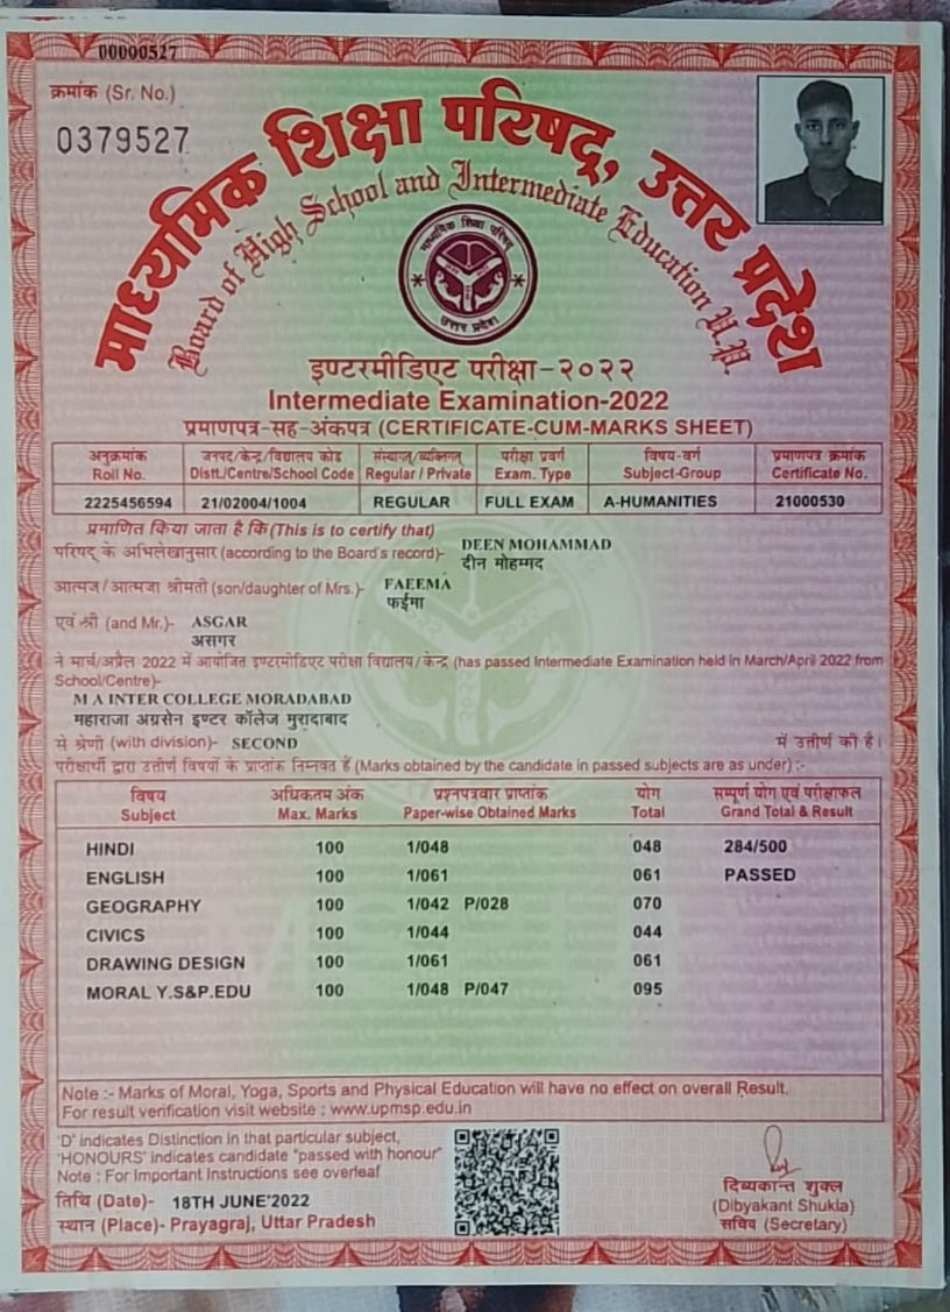 00000527
क्रमांक (Sr. No.)
0379527
माध्यमिक शिक्षा परिषद्, उत्तर प्रदेश
Board of High School and Intermediate Education U.P.
माध्यमिक शिक्षा परिषद्
उत्तर प्रदेश
इण्टरमीडिएट परीक्षा-२०२२
Intermediate Examination-2022
प्रमाणपत्र-सह-अंकपत्र (CERTIFICATE-CUM-MARKS SHEET)
अनुक्रमांक जनपद/केन्द्र/विद्यालय कोड संस्थागत/व्यक्तिगत परीक्षा प्रवर्ग विषय-वर्ग प्रमाणपत्र क्रमांक
Roll No. Distt./Centre/School Code Regular / Private Exam. Type Subject-Group Certificate No.
2225456594 21/02004/1004 REGULAR FULL EXAM A-HUMANITIES 21000530
प्रमाणित किया जाता है कि (This is to certify that)
परिषद् के अभिलेखानुसार (according to the Board's record)- DEEN MOHAMMAD
दीन मोहम्मद
आत्मज/आत्मजा श्रीमती (son/daughter of Mrs.)- FAEEMA
फईमा
एवं श्री (and Mr.)- ASGAR
असगर
ने मार्च/अप्रैल 2022 में आयोजित इण्टरमीडिएट परीक्षा विद्यालय/केन्द्र (has passed Intermediate Examination held in March/April 2022 from
School/Centre)-
M A INTER COLLEGE MORADABAD
महाराजा अग्रसेन इण्टर कॉलेज मुरादाबाद
से श्रेणी (with division)- SECOND में उत्तीर्ण की है।
परीक्षार्थी द्वारा उत्तीर्ण विषयों के प्राप्तांक निम्नवत हैं (Marks obtained by the candidate in passed subjects are as under) :-
विषय अधिकतम अंक प्रश्नपत्रवार प्राप्तांक योग सम्पूर्ण योग एवं परीक्षाफल
Subject Max. Marks Paper-wise Obtained Marks Total Grand Total & Result
HINDI 100 1/048 048 284/500
ENGLISH 100 1/061 061 PASSED
GEOGRAPHY 100 1/042 P/028 070
CIVICS 100 1/044 044
DRAWING DESIGN 100 1/061 061
MORAL Y.S&P.EDU 100 1/048 P/047 095
Note :- Marks of Moral, Yoga, Sports and Physical Education will have no effect on overall Result.
For result verification visit website : www.upmsp.edu.in
'D' indicates Distinction in that particular subject,
'HONOURS' indicates candidate "passed with honour"
Note : For Important Instructions see overleaf
तिथि (Date)- 18TH JUNE'2022
स्थान (Place)- Prayagraj, Uttar Pradesh
दिब्यकान्त शुक्ल
(Dibyakant Shukla)
सचिव (Secretary)